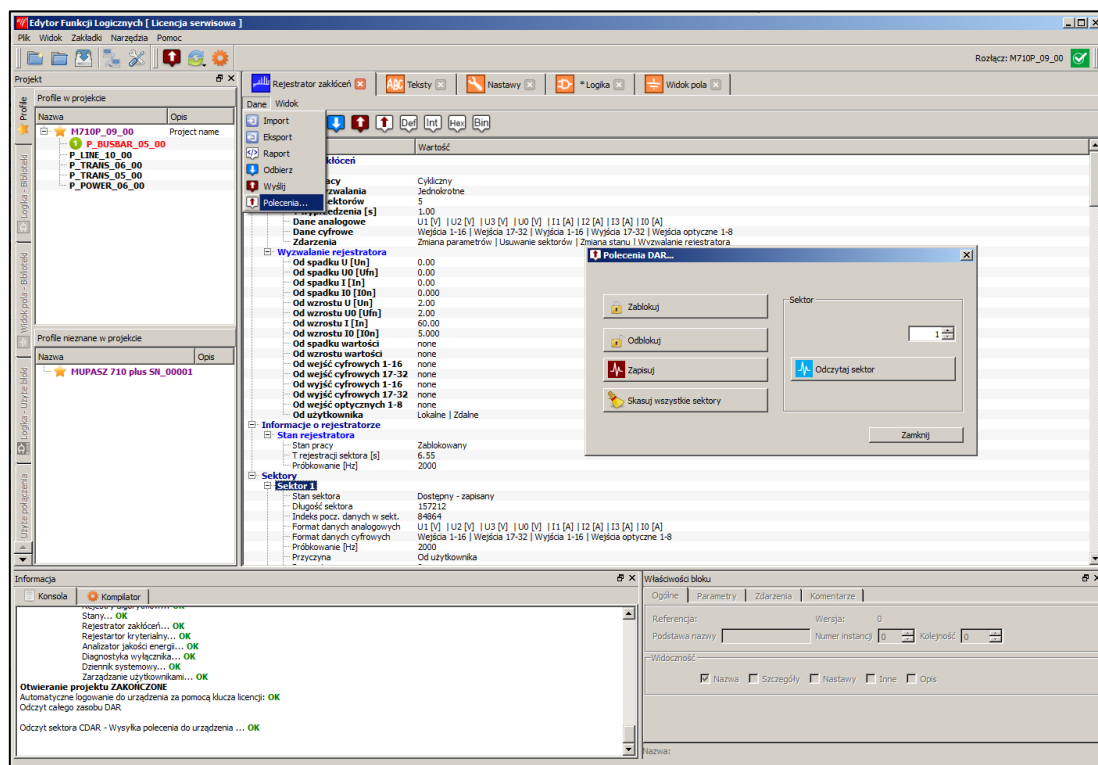 Edytor Funkcji Logicznych [ Licencja serwisowa ]
Plik Widok Zakładki Narzędzia Pomoc
Rozłącz: M710P_09_00
Projekt
Profile w projekcie
Nazwa Opis
M710P_09_00 Project name
1 P_BUSBAR_05_00
P_LINE_10_00
P_TRANS_06_00
P_TRANS_05_00
P_POWER_06_00
Profile nieznane w projekcie
Nazwa Opis
MUPASZ 710 plus SN_00001
Profile
Logika - Biblioteki
Widok pola - Biblioteki
Logika - Użyte bloki
Użyte połączenia
Rejestrator zakłóceń ABC Teksty Nastawy *Logika Widok pola
Dane Widok
Def Int Hex Bin
Import
Eksport
Raport
Odbierz
Wyślij
Polecenia...
Wartość
Cykliczny
Jednokrotne
5
1.00
Dane analogowe U1 [V] | U2 [V] | U3 [V] | U0 [V] | I1 [A] | I2 [A] | I3 [A] | I0 [A]
Dane cyfrowe Wejścia 1-16 | Wejścia 17-32 | Wyjścia 1-16 | Wyjścia 17-32 | Wejścia optyczne 1-8
Zdarzenia Zmiana parametrów | Usuwanie sektorów | Zmiana stanu | Wyzwalanie rejestratora
Wyzwalanie rejestratora
Od spadku U [Un] 0.00
Od spadku U0 [Ufn] 0.00
Od spadku I [In] 0.00
Od spadku I0 [I0n] 0.000
Od wzrostu U [Un] 2.00
Od wzrostu U0 [Ufn] 2.00
Od wzrostu I [In] 60.00
Od wzrostu I0 [I0n] 5.000
Od spadku wartości none
Od wzrostu wartości none
Od wejść cyfrowych 1-16 none
Od wejść cyfrowych 17-32 none
Od wyjść cyfrowych 1-16 none
Od wyjść cyfrowych 17-32 none
Od wejść optycznych 1-8 none
Od użytkownika Lokalne | Zdalne
Informacje o rejestratorze
Stan rejestratora
Stan pracy Zablokowany
T rejestracji sektora [s] 6.55
Próbkowanie [Hz] 2000
Sektory
Sektor 1
Stan sektora Dostępny - zapisany
Długość sektora 157212
Indeks pocz. danych w sekt. 84864
Format danych analogowych U1 [V] | U2 [V] | U3 [V] | U0 [V] | I1 [A] | I2 [A] | I3 [A] | I0 [A]
Format danych cyfrowych Wejścia 1-16 | Wejścia 17-32 | Wyjścia 1-16 | Wejścia optyczne 1-8
Próbkowanie [Hz] 2000
Przyczyna Od użytkownika
Polecenia DAR...
Zablokuj
Odblokuj
Zapisuj
Skasuj wszystkie sektory
Sektor
1
Odczytaj sektor
Zamknij
Informacja
Konsola Kompilator
Stany... OK
Rejestrator zakłóceń... OK
Rejestartor kryterialny... OK
Analizator jakości energii... OK
Diagnostyka wyłącznika... OK
Dziennik systemowy... OK
Zarządzanie użytkownikami... OK
Otwieranie projektu ZAKOŃCZONE
Automatyczne logowanie do urządzenia za pomocą klucza licencji: OK
Odczyt całego zasobu DAR
Odczyt sektora CDAR - Wysyłka polecenia do urządzenia ... OK
Właściwości bloku
Ogólne Parametry Zdarzenia Komentarze
Referencja: Wersja: 0
Podstawa nazwy Numer instancji 0 Kolejność 0
Widoczność
Nazwa Szczegóły Nastawy Inne Opis
Nazwa: